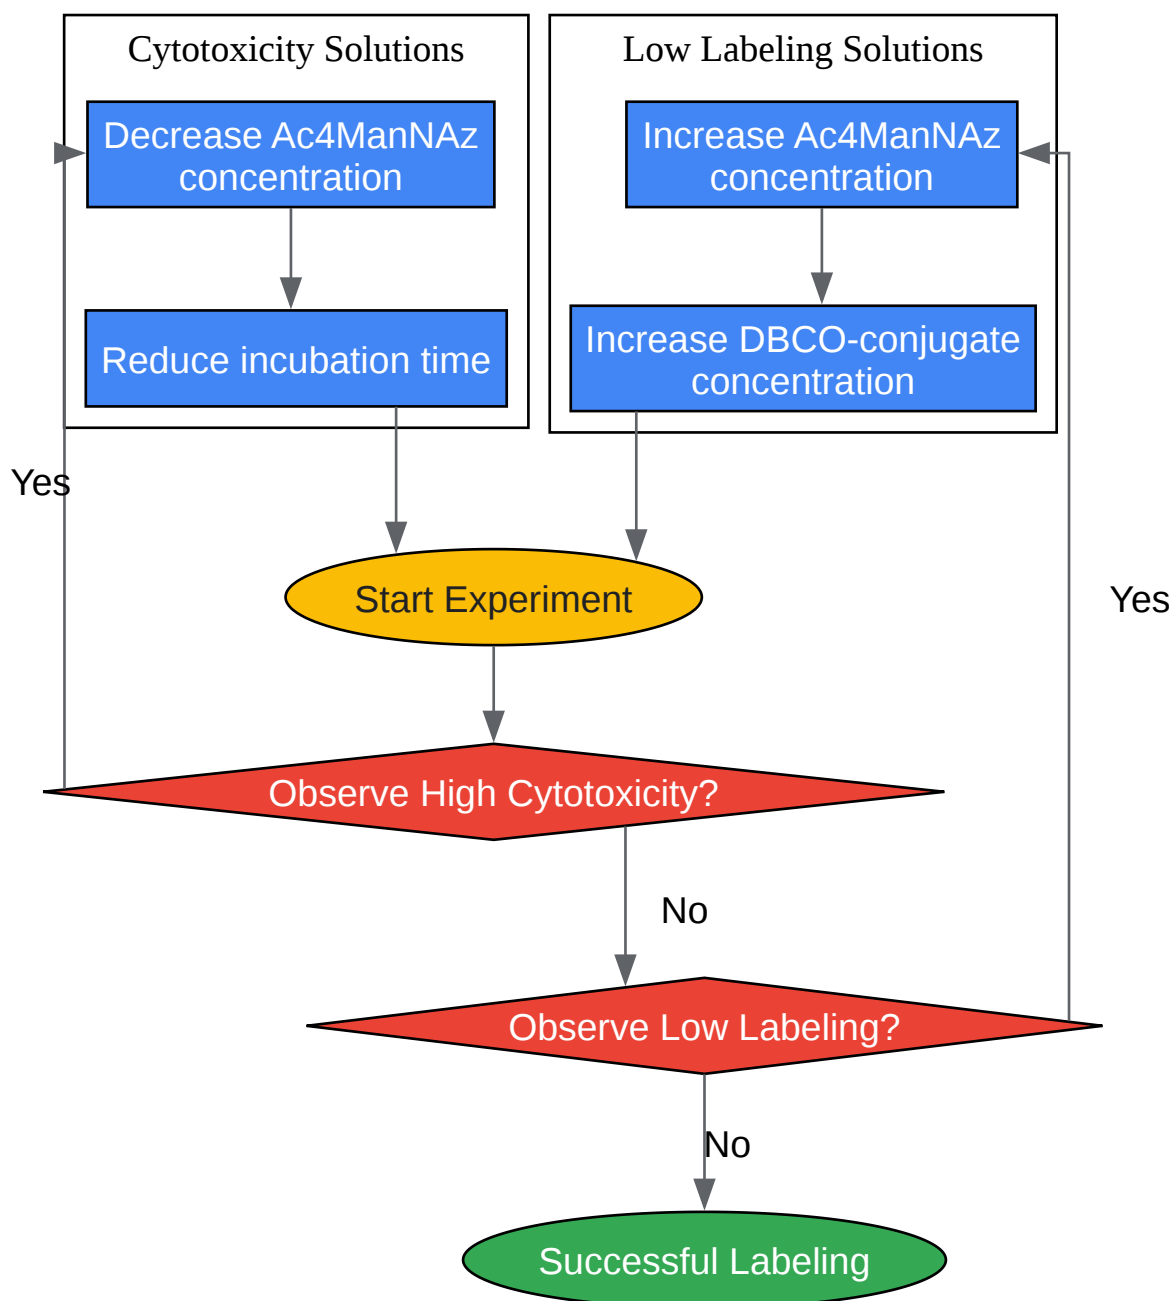 Cytotoxicity Solutions
Decrease Ac4ManNAz
concentration
Reduce incubation time
Low Labeling Solutions
Increase Ac4ManNAz
concentration
Increase DBCO-conjugate
concentration
Yes
Start Experiment
Yes
Observe High Cytotoxicity?
No
Observe Low Labeling?
No
Successful Labeling